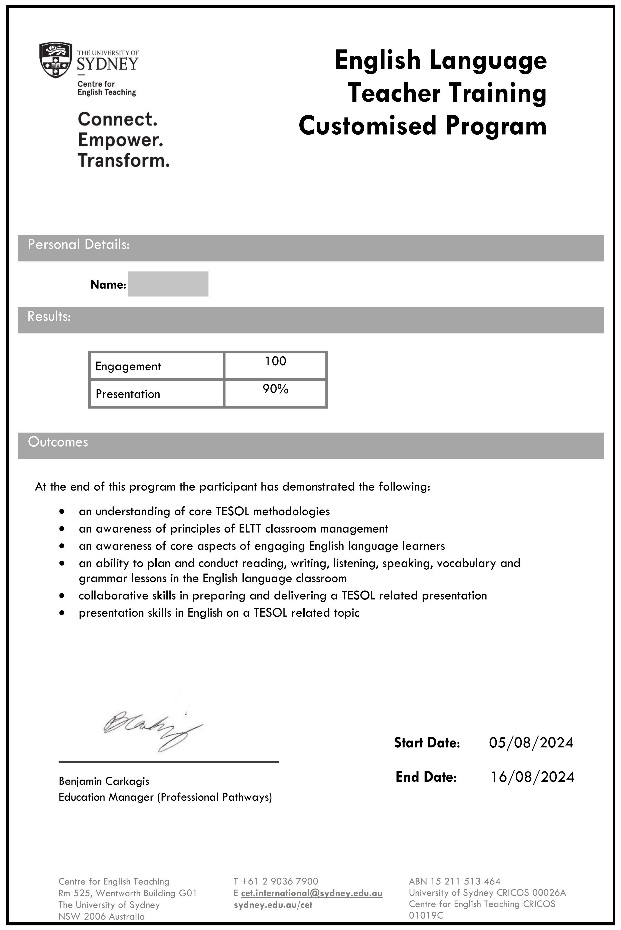 THE UNIVERSITY OF
SYDNEY
Centre for
English Teaching
Connect.
Empower.
Transform.
English Language
Teacher Training
Customised Program
Personal Details:
Name:
Results:
Engagement 100
Presentation 90%
Outcomes
At the end of this program the participant has demonstrated the following:
• an understanding of core TESOL methodologies
• an awareness of principles of ELTT classroom management
• an awareness of core aspects of engaging English language learners
• an ability to plan and conduct reading, writing, listening, speaking, vocabulary and
grammar lessons in the English language classroom
• collaborative skills in preparing and delivering a TESOL related presentation
• presentation skills in English on a TESOL related topic
Benjamin Carkagis
Education Manager (Professional Pathways)
Start Date: 05/08/2024
End Date: 16/08/2024
Centre for English Teaching
Rm 525, Wentworth Building G01
The University of Sydney
NSW 2006 Australia
T +61 2 9036 7900
E cet.international@sydney.edu.au
sydney.edu.au/cet
ABN 15 211 513 464
University of Sydney CRICOS 00026A
Centre for English Teaching CRICOS
01019C